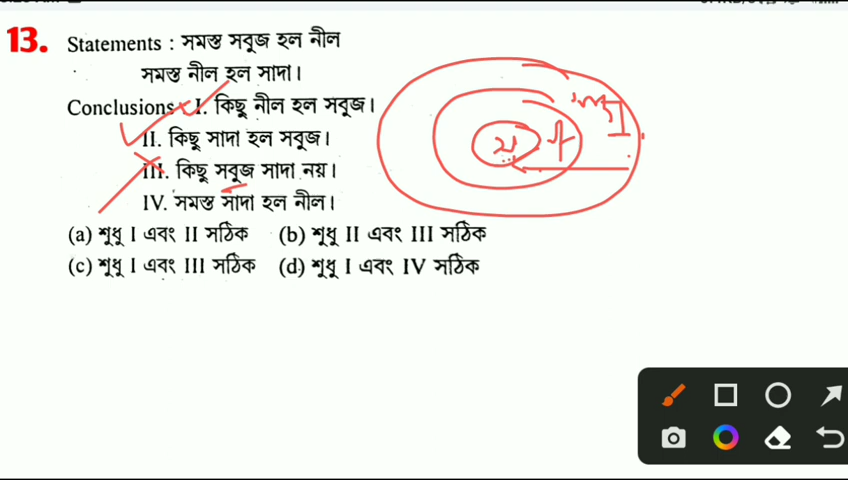 13. Statements : সমস্ত সবুজ হল নীল
সমস্ত নীল হল সাদা।
Conclusions I. কিছু নীল হল সবুজ।
II. কিছু সাদা হল সবুজ।
III. কিছু সবুজ সাদা নয়।
IV. সমস্ত সাদা হল নীল।
(a) শুধু I এবং II সঠিক (b) শুধু II এবং III সঠিক
(c) শুধু I এবং III সঠিক (d) শুধু I এবং IV সঠিক